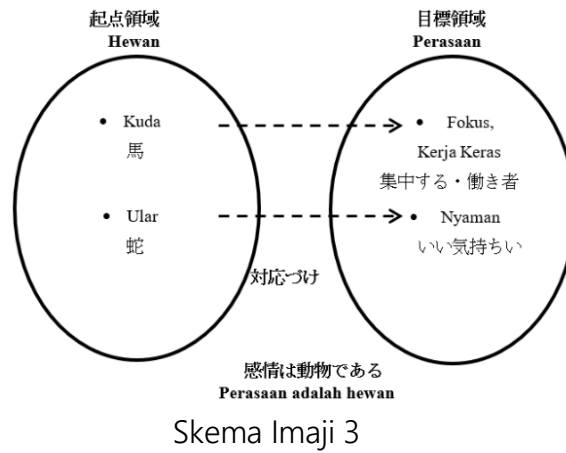 起点領域
Hewan
目標領域
Perasaan
• Kuda
馬
• Ular
蛇
• Fokus,
Kerja Keras
集中する・働き者
• Nyaman
いい気持ちい
対応づけ
感情は動物である
Perasaan adalah hewan
Skema Imaji 3